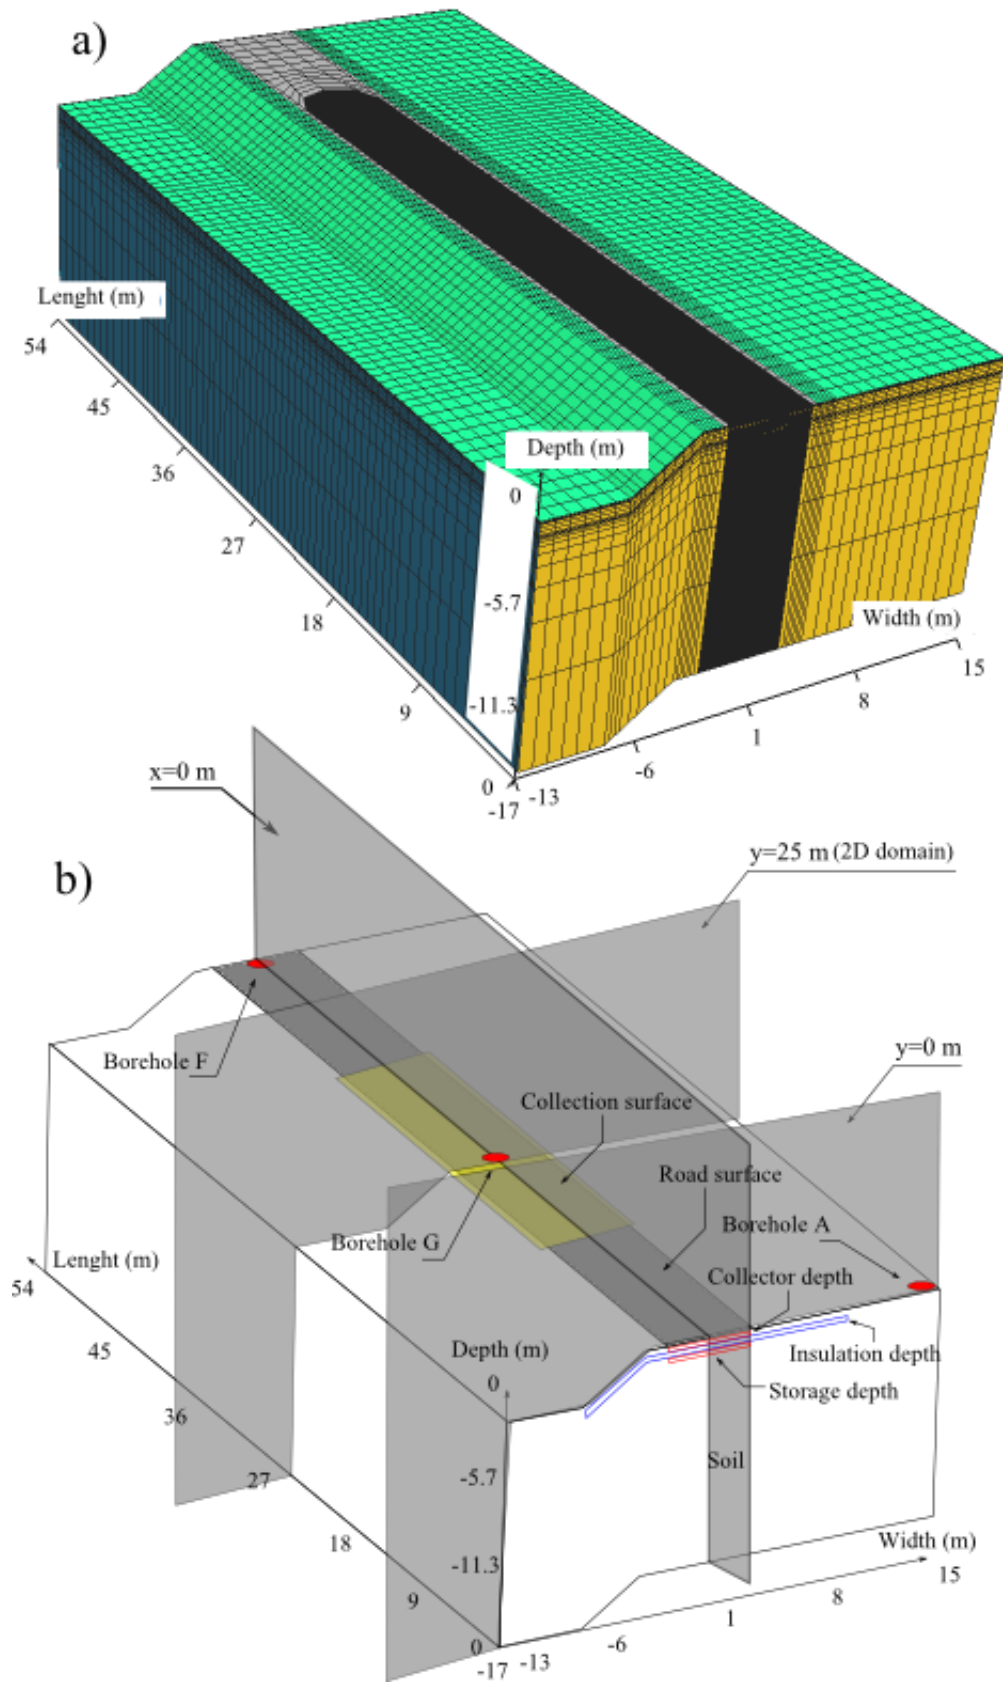 a)
Lenght (m)
54
45
36
27
18
9
0
Depth (m)
0
-5.7
-11.3
Width (m)
15
8
1
-6
-13
-17
x=0 m
b)
y=25 m (2D domain)
y=0 m
Borehole F
Collection surface
Road surface
Borehole G
Borehole A
Collector depth
Lenght (m)
54
45
36
27
18
9
0
Depth (m)
0
-5.7
-11.3
Insulation depth
Storage depth
Soil
Width (m)
15
8
1
-6
-13
-17